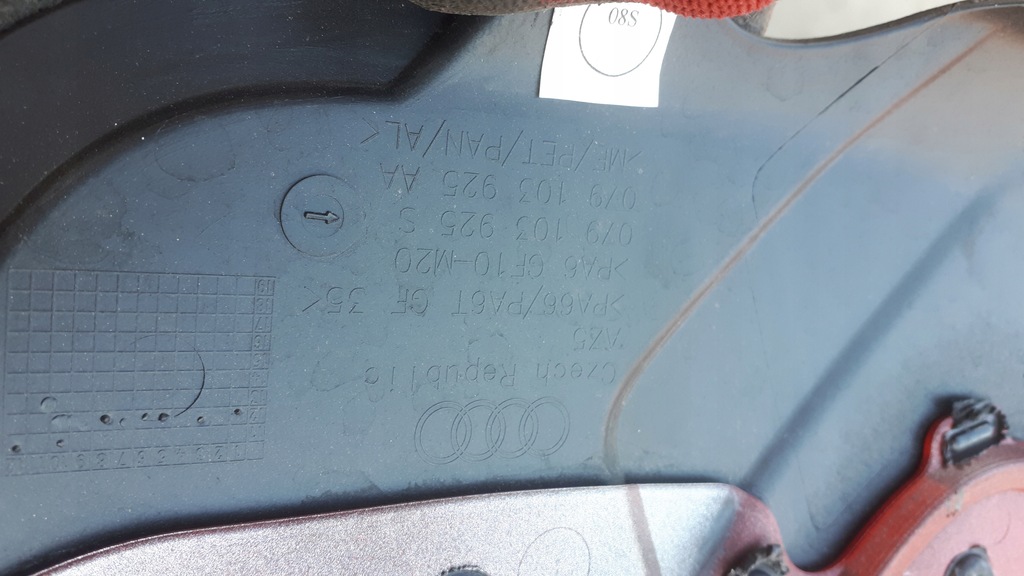 Czech Republic
>PA66/PA6T GF 35<
>PA6 GF10-M20
079 103 925 S
079 103 925 AA
>ME/PET/PAN/AL<